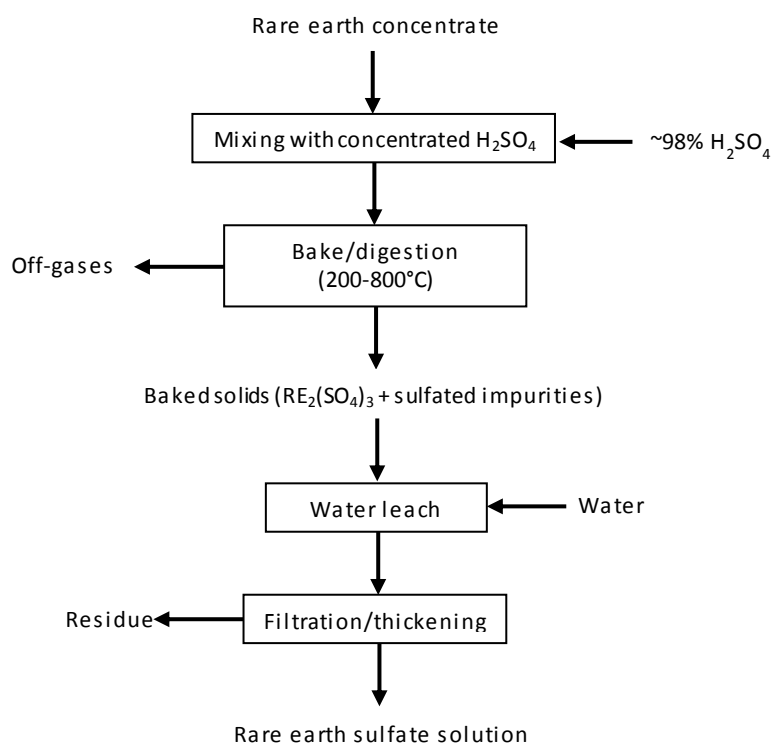 Rare earth concentrate
Mixing with concentrated H₂SO₄
~98% H₂SO₄
Bake/digestion
(200-800°C)
Off-gases
Baked solids (RE₂(SO₄)₃ + sulfated impurities)
Water leach
Water
Filtration/thickening
Residue
Rare earth sulfate solution